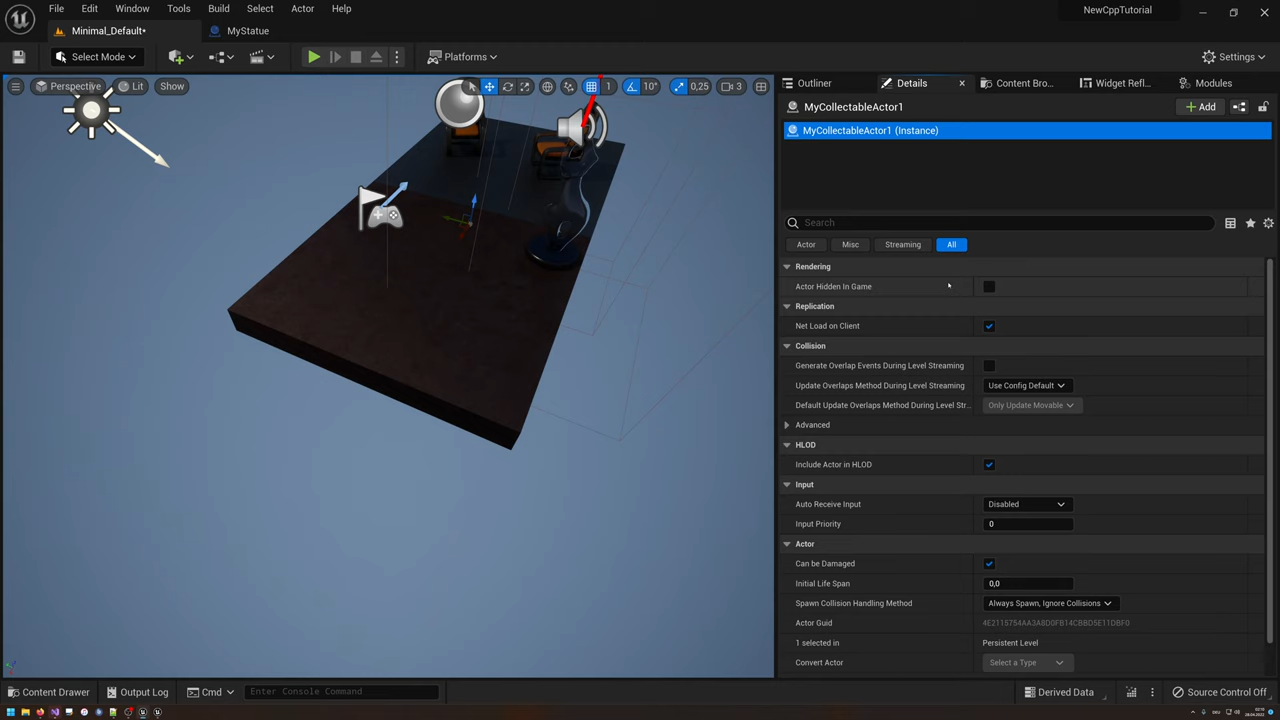 File Edit Window Tools Build Select Actor Help
NewCppTutorial
Minimal_Default* MyStatue
Select Mode Platforms Settings
Perspective Lit Show 1 10° 0,25 3
Outliner Details Content Bro... Widget Refl... Modules
MyCollectableActor1 Add
MyCollectableActor1 (Instance)
Search
Actor Misc Streaming All
Rendering
Actor Hidden In Game
Replication
Net Load on Client
Collision
Generate Overlap Events During Level Streaming
Update Overlaps Method During Level Streaming Use Config Default
Default Update Overlaps Method During Level Str... Only Update Movable
Advanced
HLOD
Include Actor in HLOD
Input
Auto Receive Input Disabled
Input Priority 0
Actor
Can be Damaged
Initial Life Span 0,0
Spawn Collision Handling Method Always Spawn, Ignore Collisions
Actor Guid
1 selected in Persistent Level
Convert Actor Select a Type
Content Drawer Output Log Cmd Enter Console Command Derived Data Source Control Off
DEU